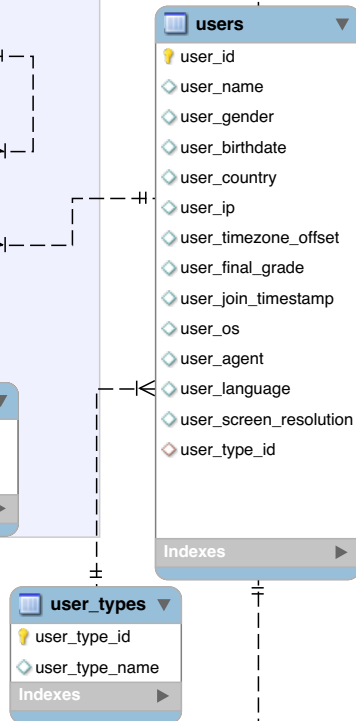 users
user_id
user_name
user_gender
user_birthdate
user_country
user_ip
user_timezone_offset
user_final_grade
user_join_timestamp
user_os
user_agent
user_language
user_screen_resolution
user_type_id
Indexes
user_types
user_type_id
user_type_name
Indexes